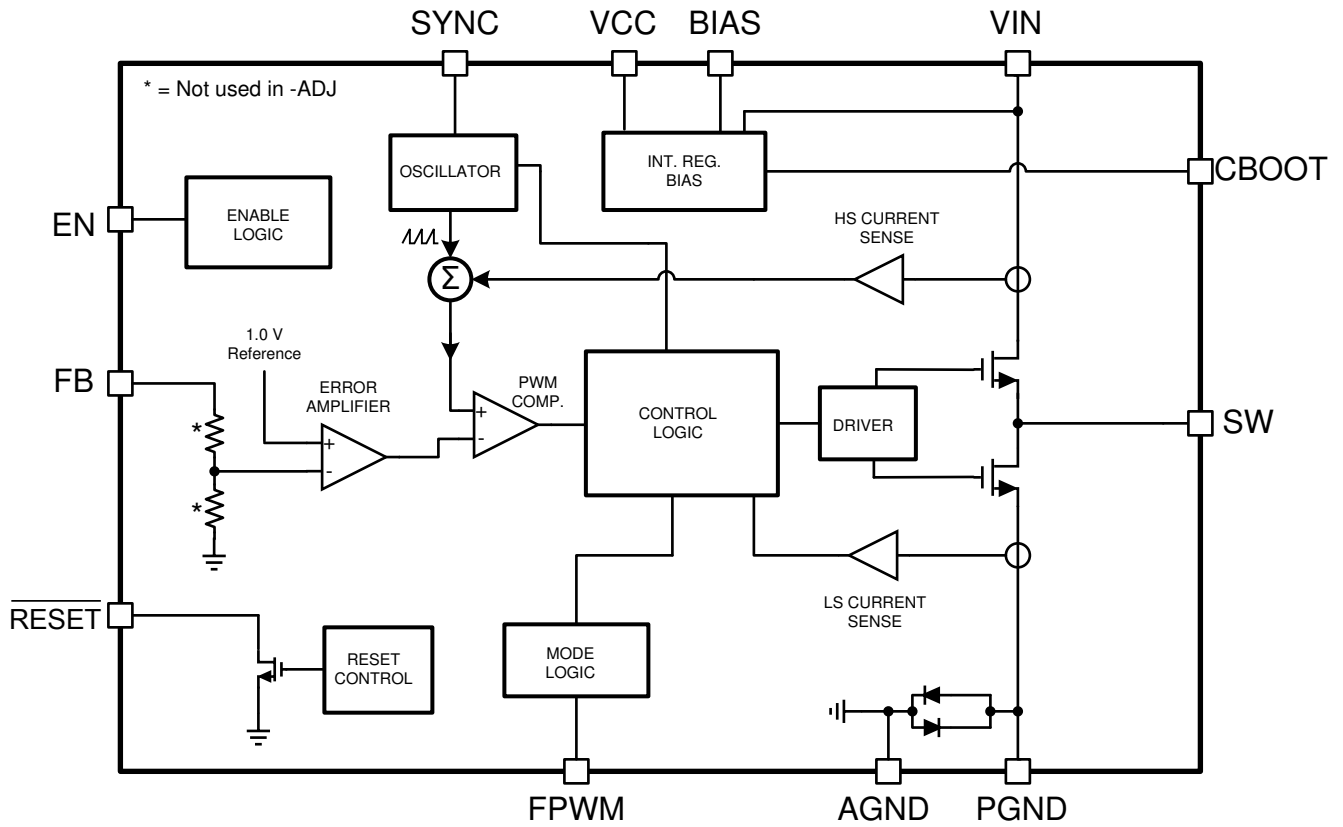 SYNC
VCC
BIAS
VIN
* = Not used in -ADJ
OSCILLATOR
INT. REG.
BIAS
CBOOT
EN
ENABLE
LOGIC
HS CURRENT
SENSE
Σ
1.0 V
Reference
FB
ERROR
AMPLIFIER
PWM
COMP.
+
-
+
-
*
*
CONTROL
LOGIC
DRIVER
SW
LS CURRENT
SENSE
RESET
RESET
CONTROL
MODE
LOGIC
FPWM
AGND
PGND